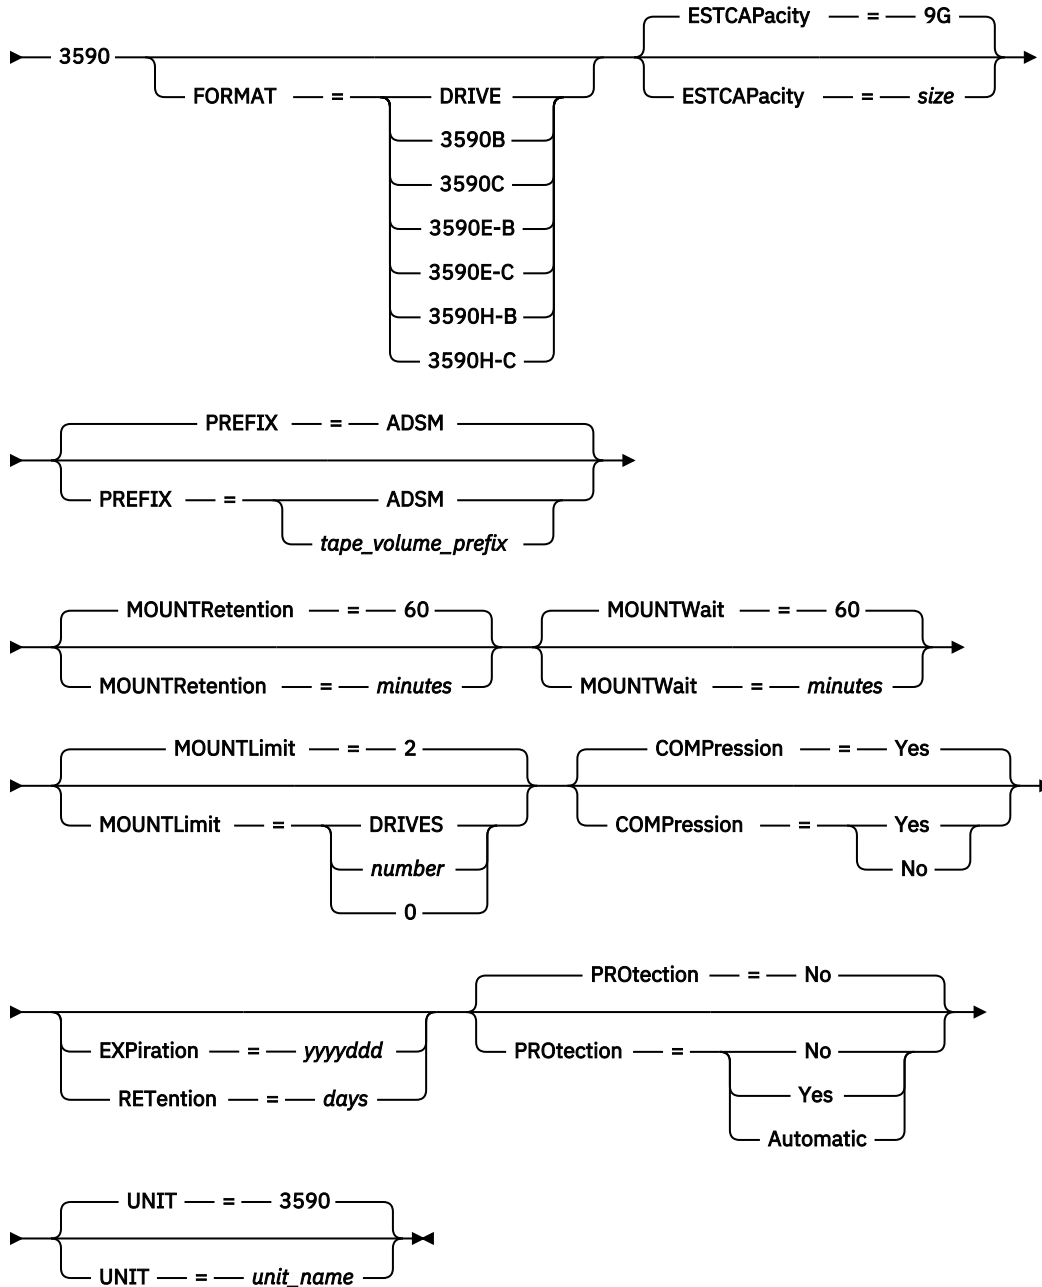 ESTCAPacity = 9G
3590
FORMAT = DRIVE
ESTCAPacity = size
3590B
3590C
3590E-B
3590E-C
3590H-B
3590H-C
PREFIX = ADSM
PREFIX = ADSM
tape_volume_prefix
MOUNTRetention = 60 MOUNTWait = 60
MOUNTRetention = minutes MOUNTWait = minutes
MOUNTLimit = 2 COMPression = Yes
MOUNTLimit = DRIVES COMPression = Yes
number No
0
PROtection = No
EXPiration = yyyyddd PROtection = No
RETention = days Yes
Automatic
UNIT = 3590
UNIT = unit_name